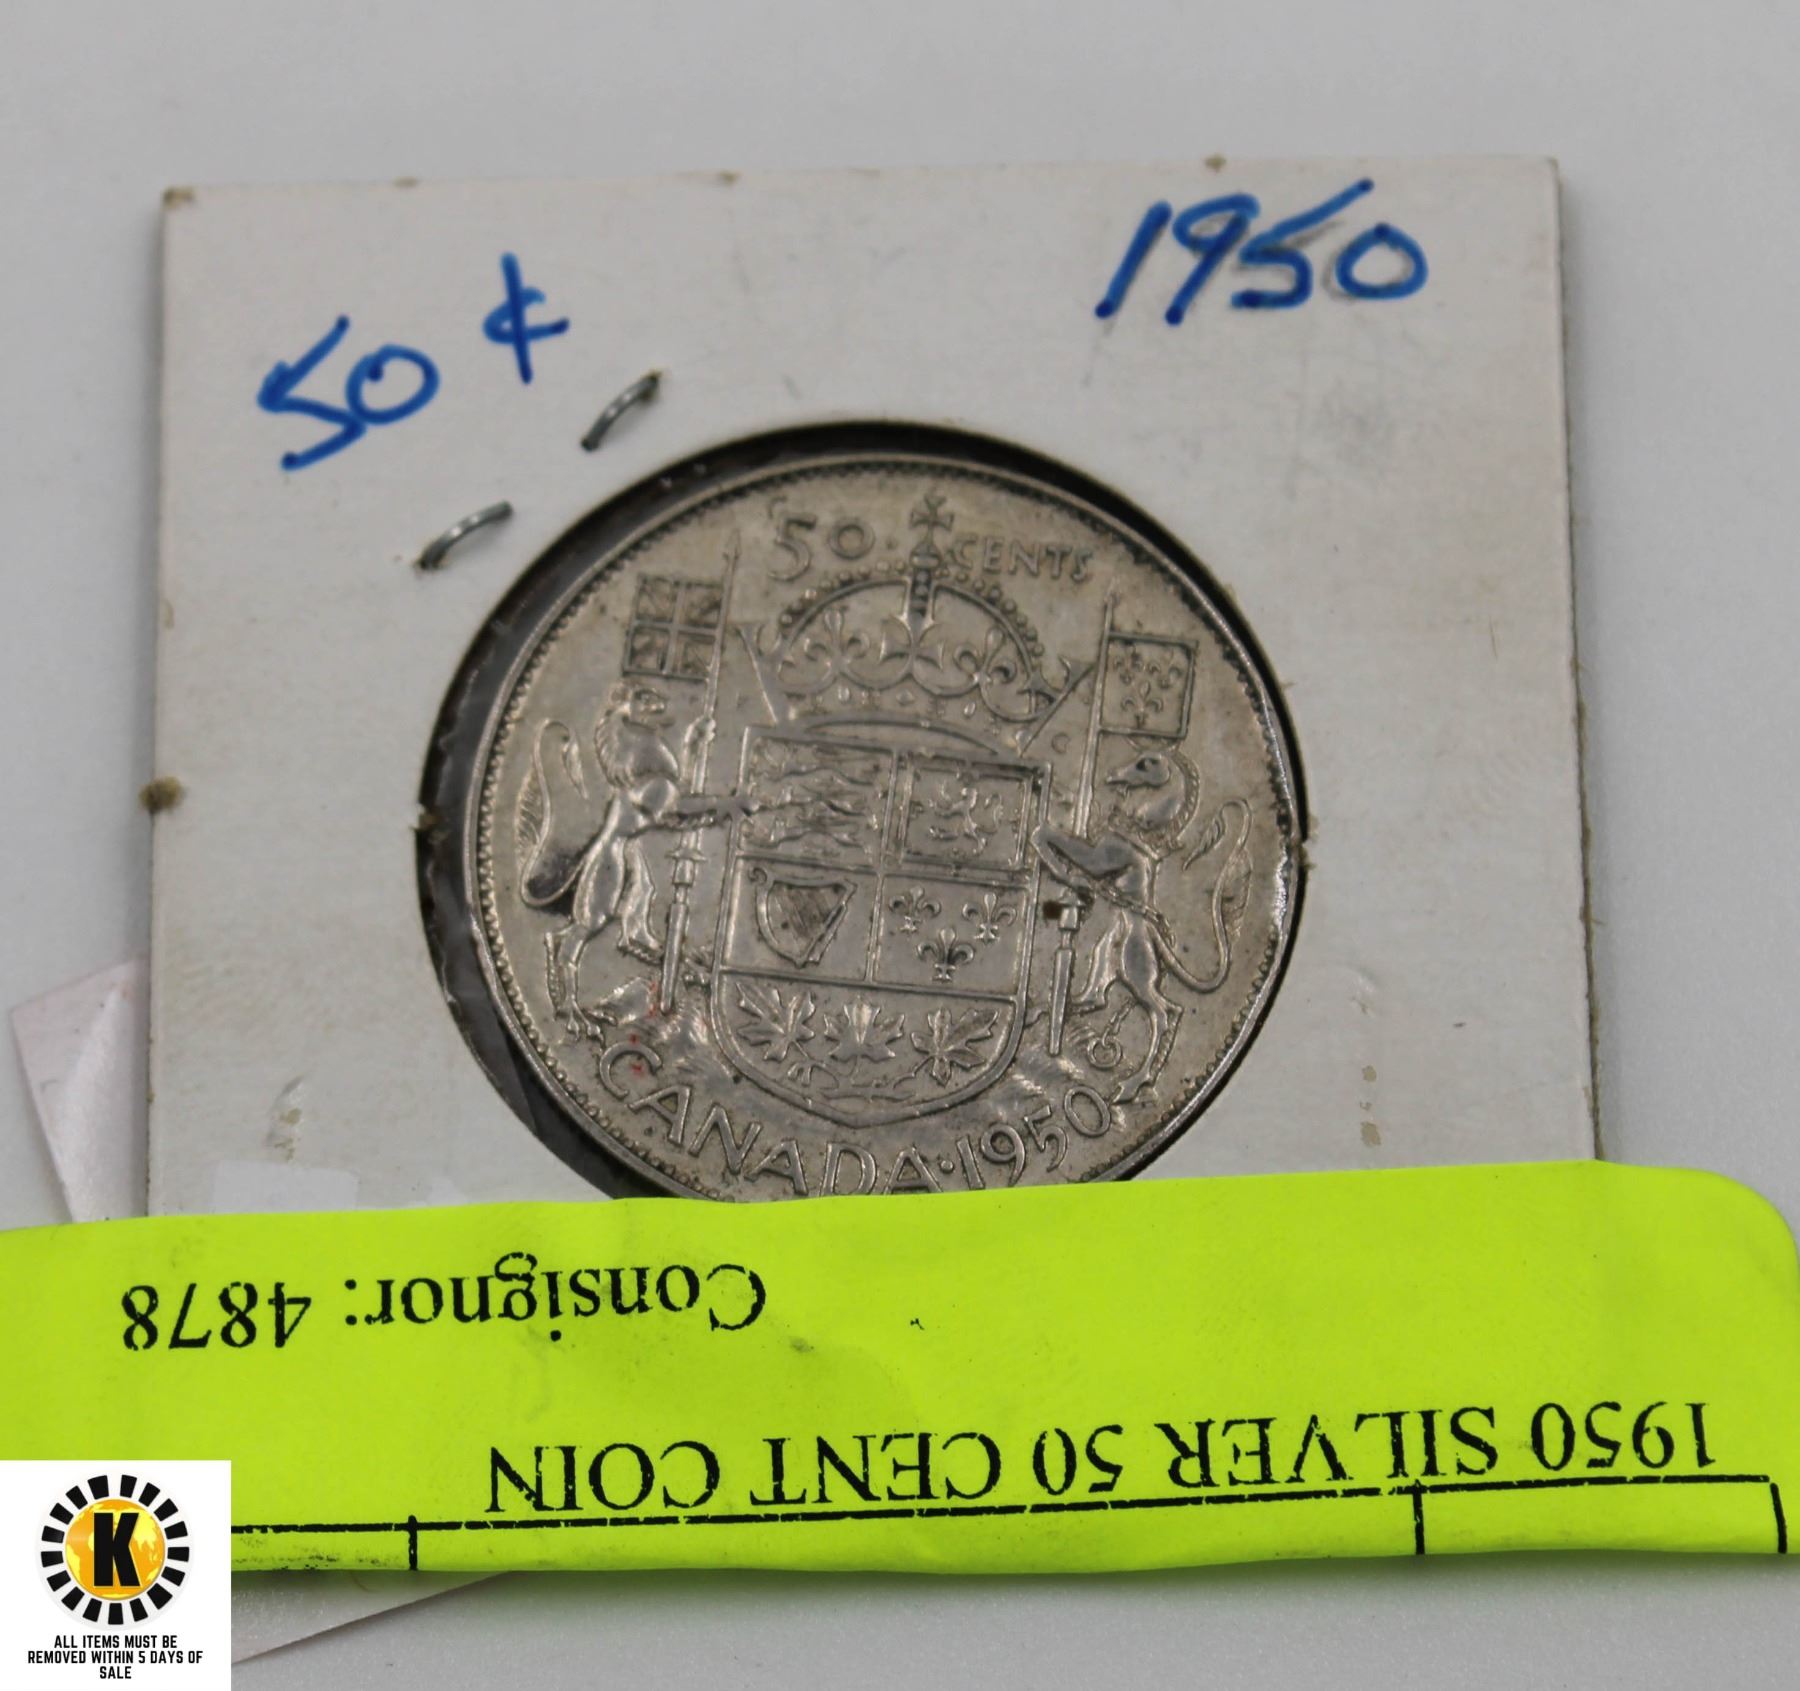 50 ¢
1950
50 CENTS
CANADA · 1950
Consignor: 4878
1950 SILVER 50 CENT COIN
K
ALL ITEMS MUST BE
REMOVED WITHIN 5 DAYS OF
SALE